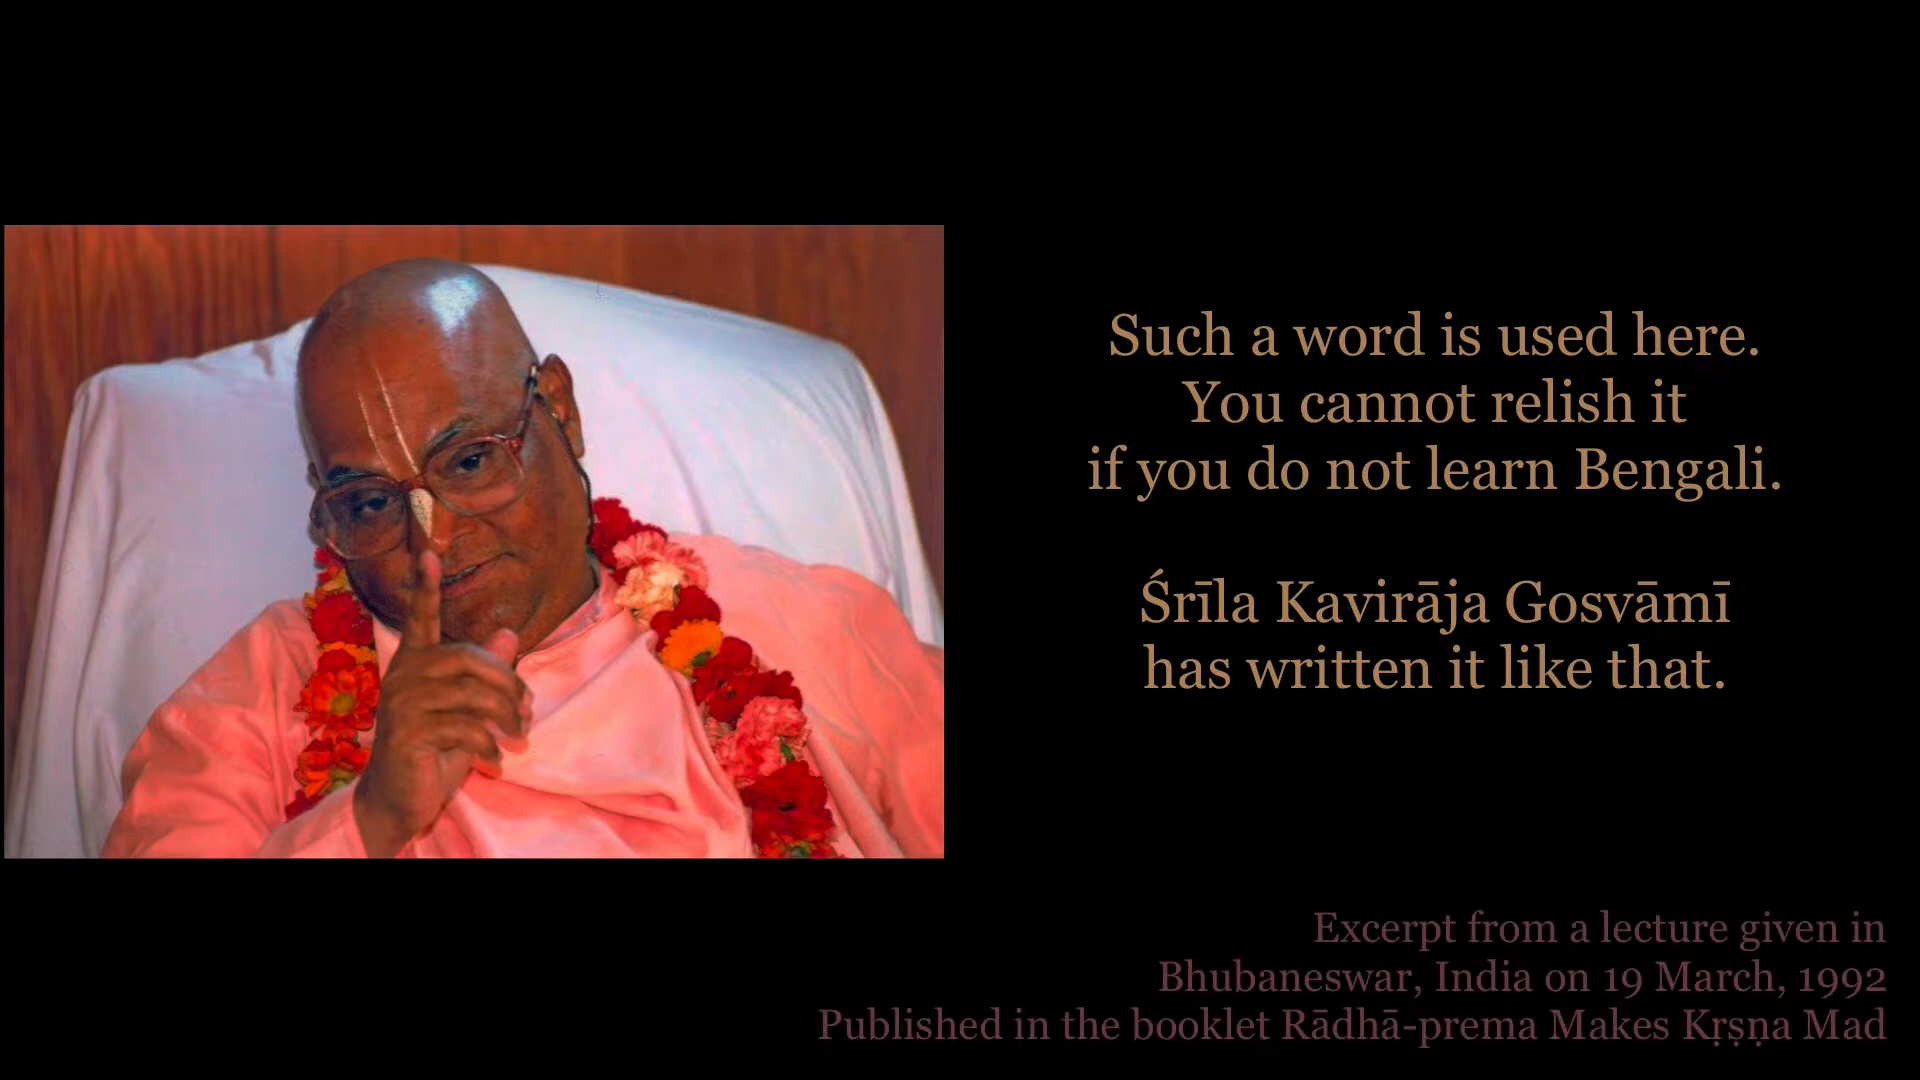 Such a word is used here.
You cannot relish it
if you do not learn Bengali.
Śrīla Kavirāja Gosvāmī
has written it like that.
Excerpt from a lecture given in
Bhubaneswar, India on 19 March, 1992
Published in the booklet Rādhā-prema Makes Kṛṣṇa Mad